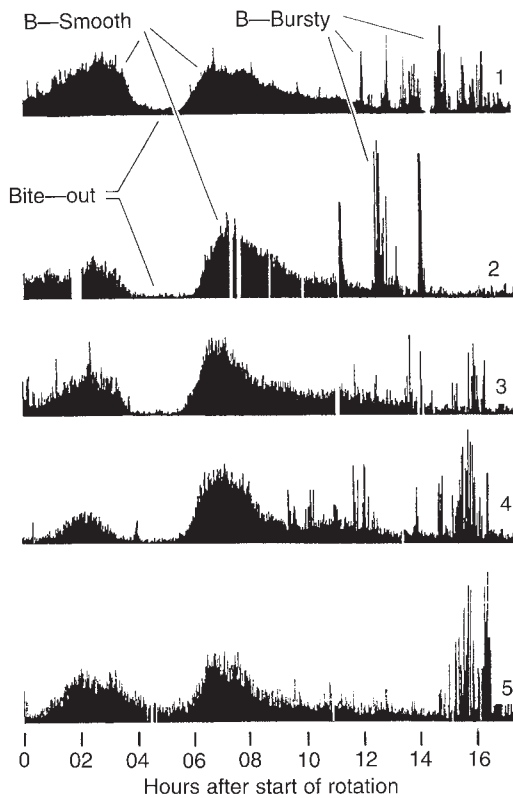 B—Smooth
B—Bursty
1
Bite—out
2
3
4
5
0 02 04 06 08 10 12 14 16
Hours after start of rotation